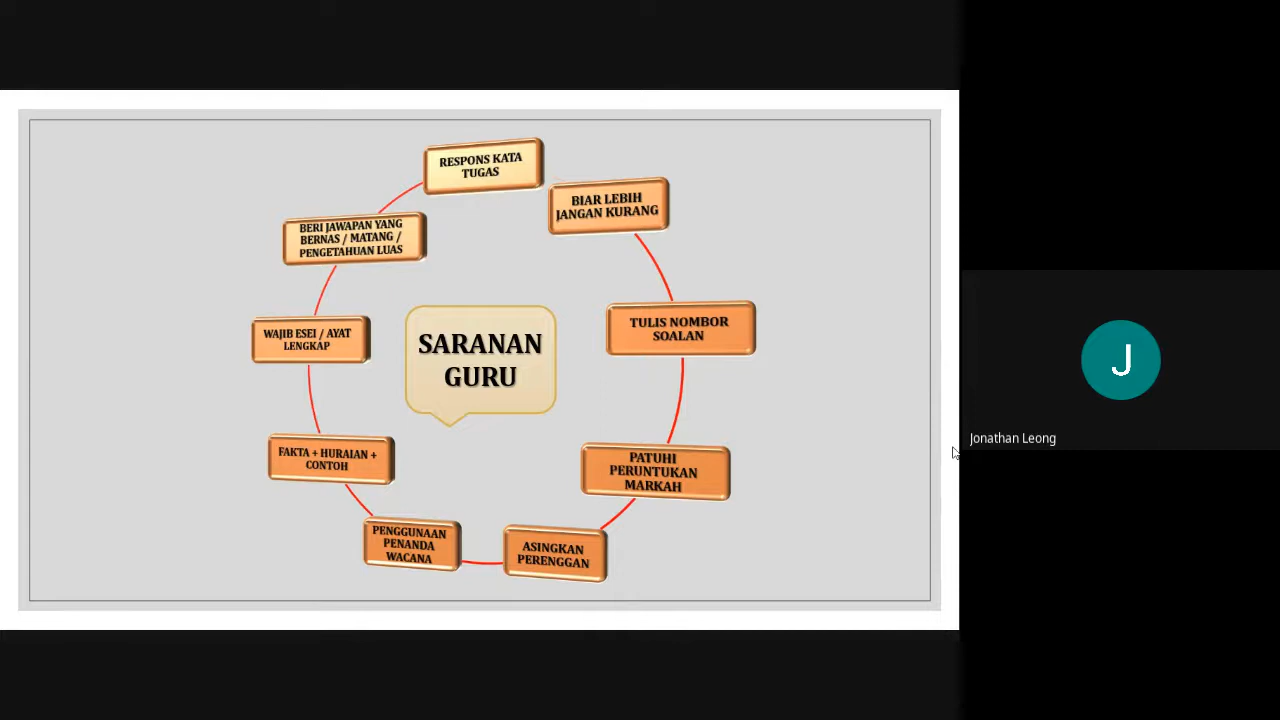 RESPONS KATA
TUGAS
BIAR LEBIH
JANGAN KURANG
TULIS NOMBOR
SOALAN
PATUHI
PERUNTUKAN
MARKAH
ASINGKAN
PERENGGAN
PENGGUNAAN
PENANDA
WACANA
FAKTA + HURAIAN +
CONTOH
WAJIB ESEI / AYAT
LENGKAP
BERI JAWAPAN YANG
BERNAS / MATANG /
PENGETAHUAN LUAS
SARANAN
GURU
J
Jonathan Leong